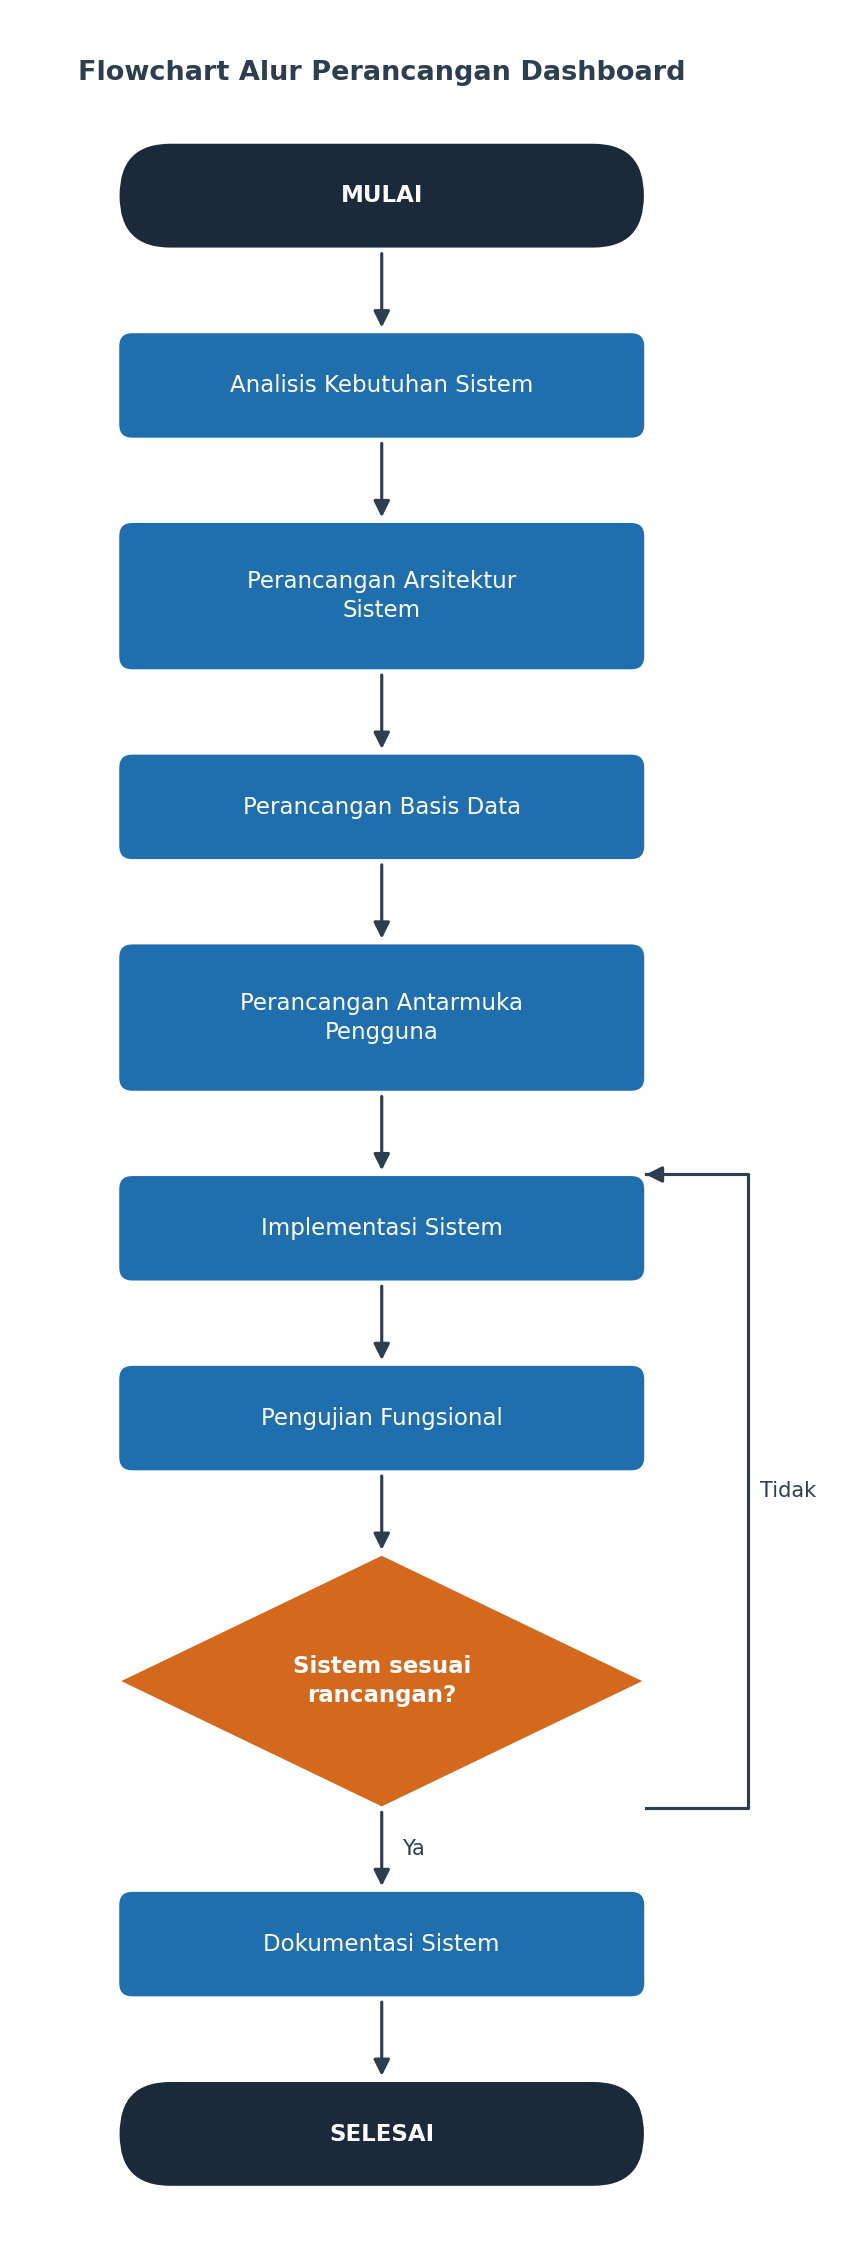 Flowchart Alur Perancangan Dashboard
MULAI
Analisis Kebutuhan Sistem
Perancangan Arsitektur
Sistem
Perancangan Basis Data
Perancangan Antarmuka
Pengguna
Implementasi Sistem
Pengujian Fungsional
Tidak
Sistem sesuai
rancangan?
Ya
Dokumentasi Sistem
SELESAI